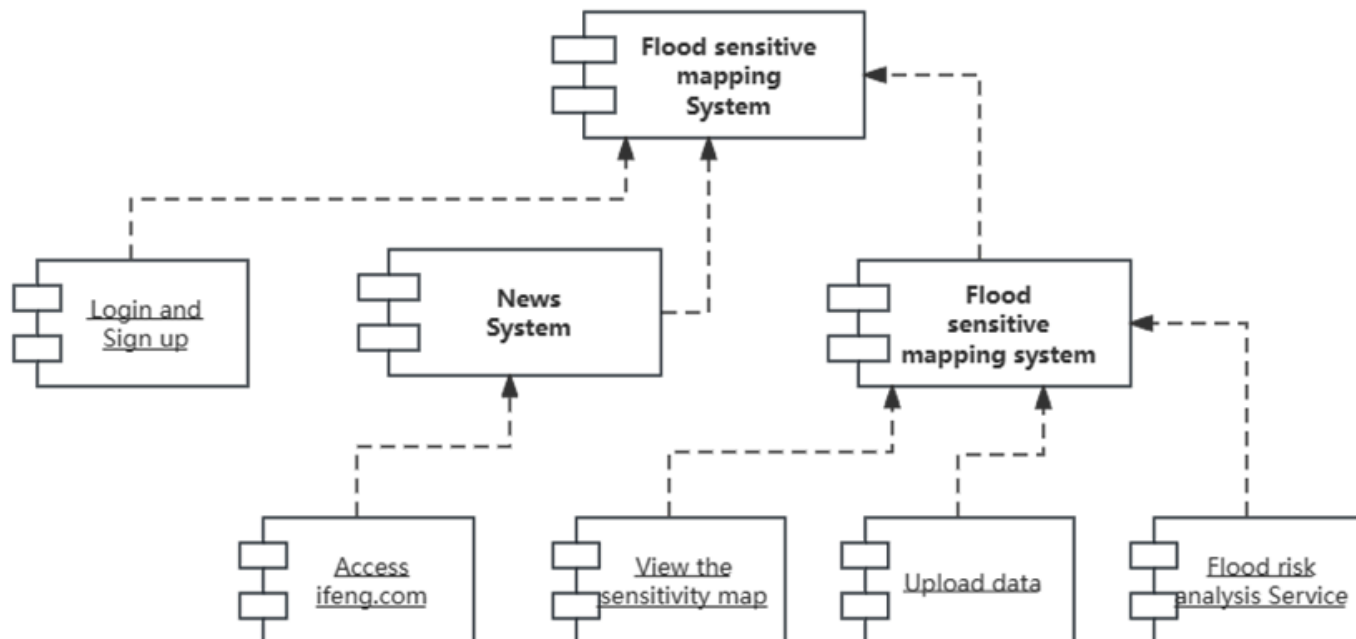 Flood sensitive
mapping
System
Login and
Sign up
News
System
Flood
sensitive
mapping system
Access
ifeng.com
View the
sensitivity map
Upload data
Flood risk
analysis Service